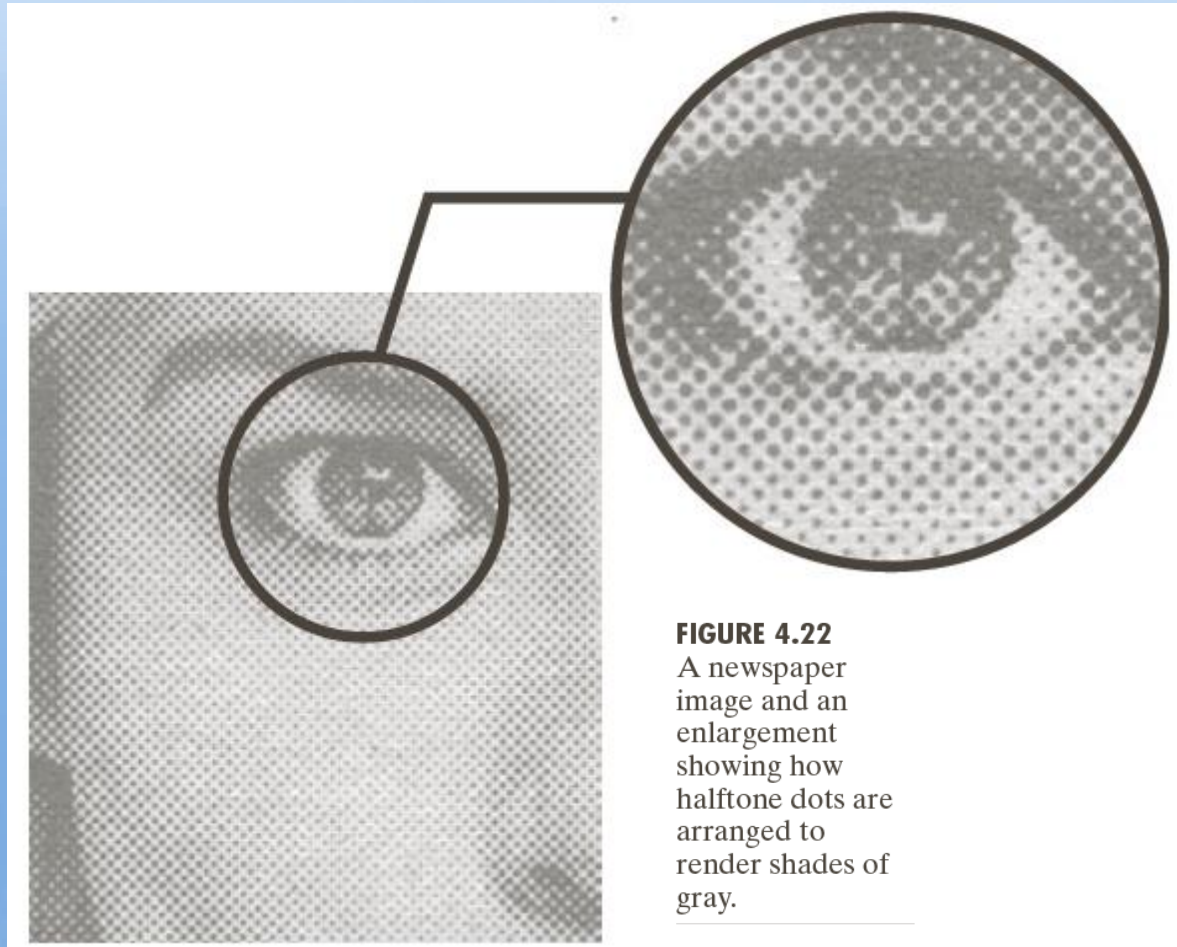 FIGURE 4.22
A newspaper
image and an
enlargement
showing how
halftone dots are
arranged to
render shades of
gray.